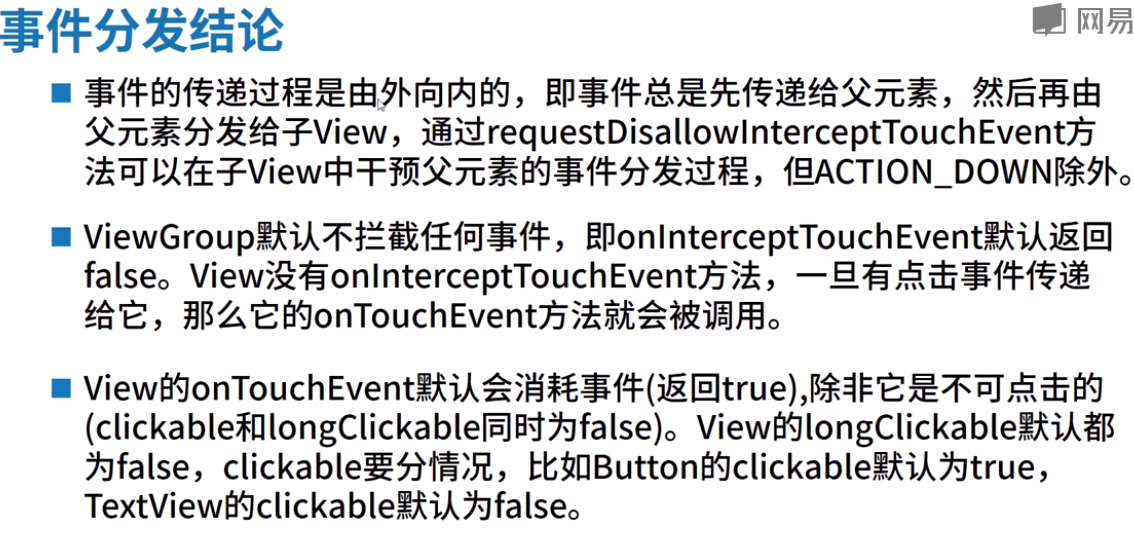 事件分发结论
网易
事件的传递过程是由外向内的，即事件总是先传递给父元素，然后再由
父元素分发给子View，通过requestDisallowInterceptTouchEvent方
法可以在子View中干预父元素的事件分发过程，但ACTION_DOWN除外。
ViewGroup默认不拦截任何事件，即onInterceptTouchEvent默认返回
false。View没有onInterceptTouchEvent方法，一旦有点击事件传递
给它，那么它的onTouchEvent方法就会被调用。
View的onTouchEvent默认会消耗事件(返回true),除非它是不可点击的
(clickable和longClickable同时为false)。View的longClickable默认都
为false，clickable要分情况，比如Button的clickable默认为true，
TextView的clickable默认为false。